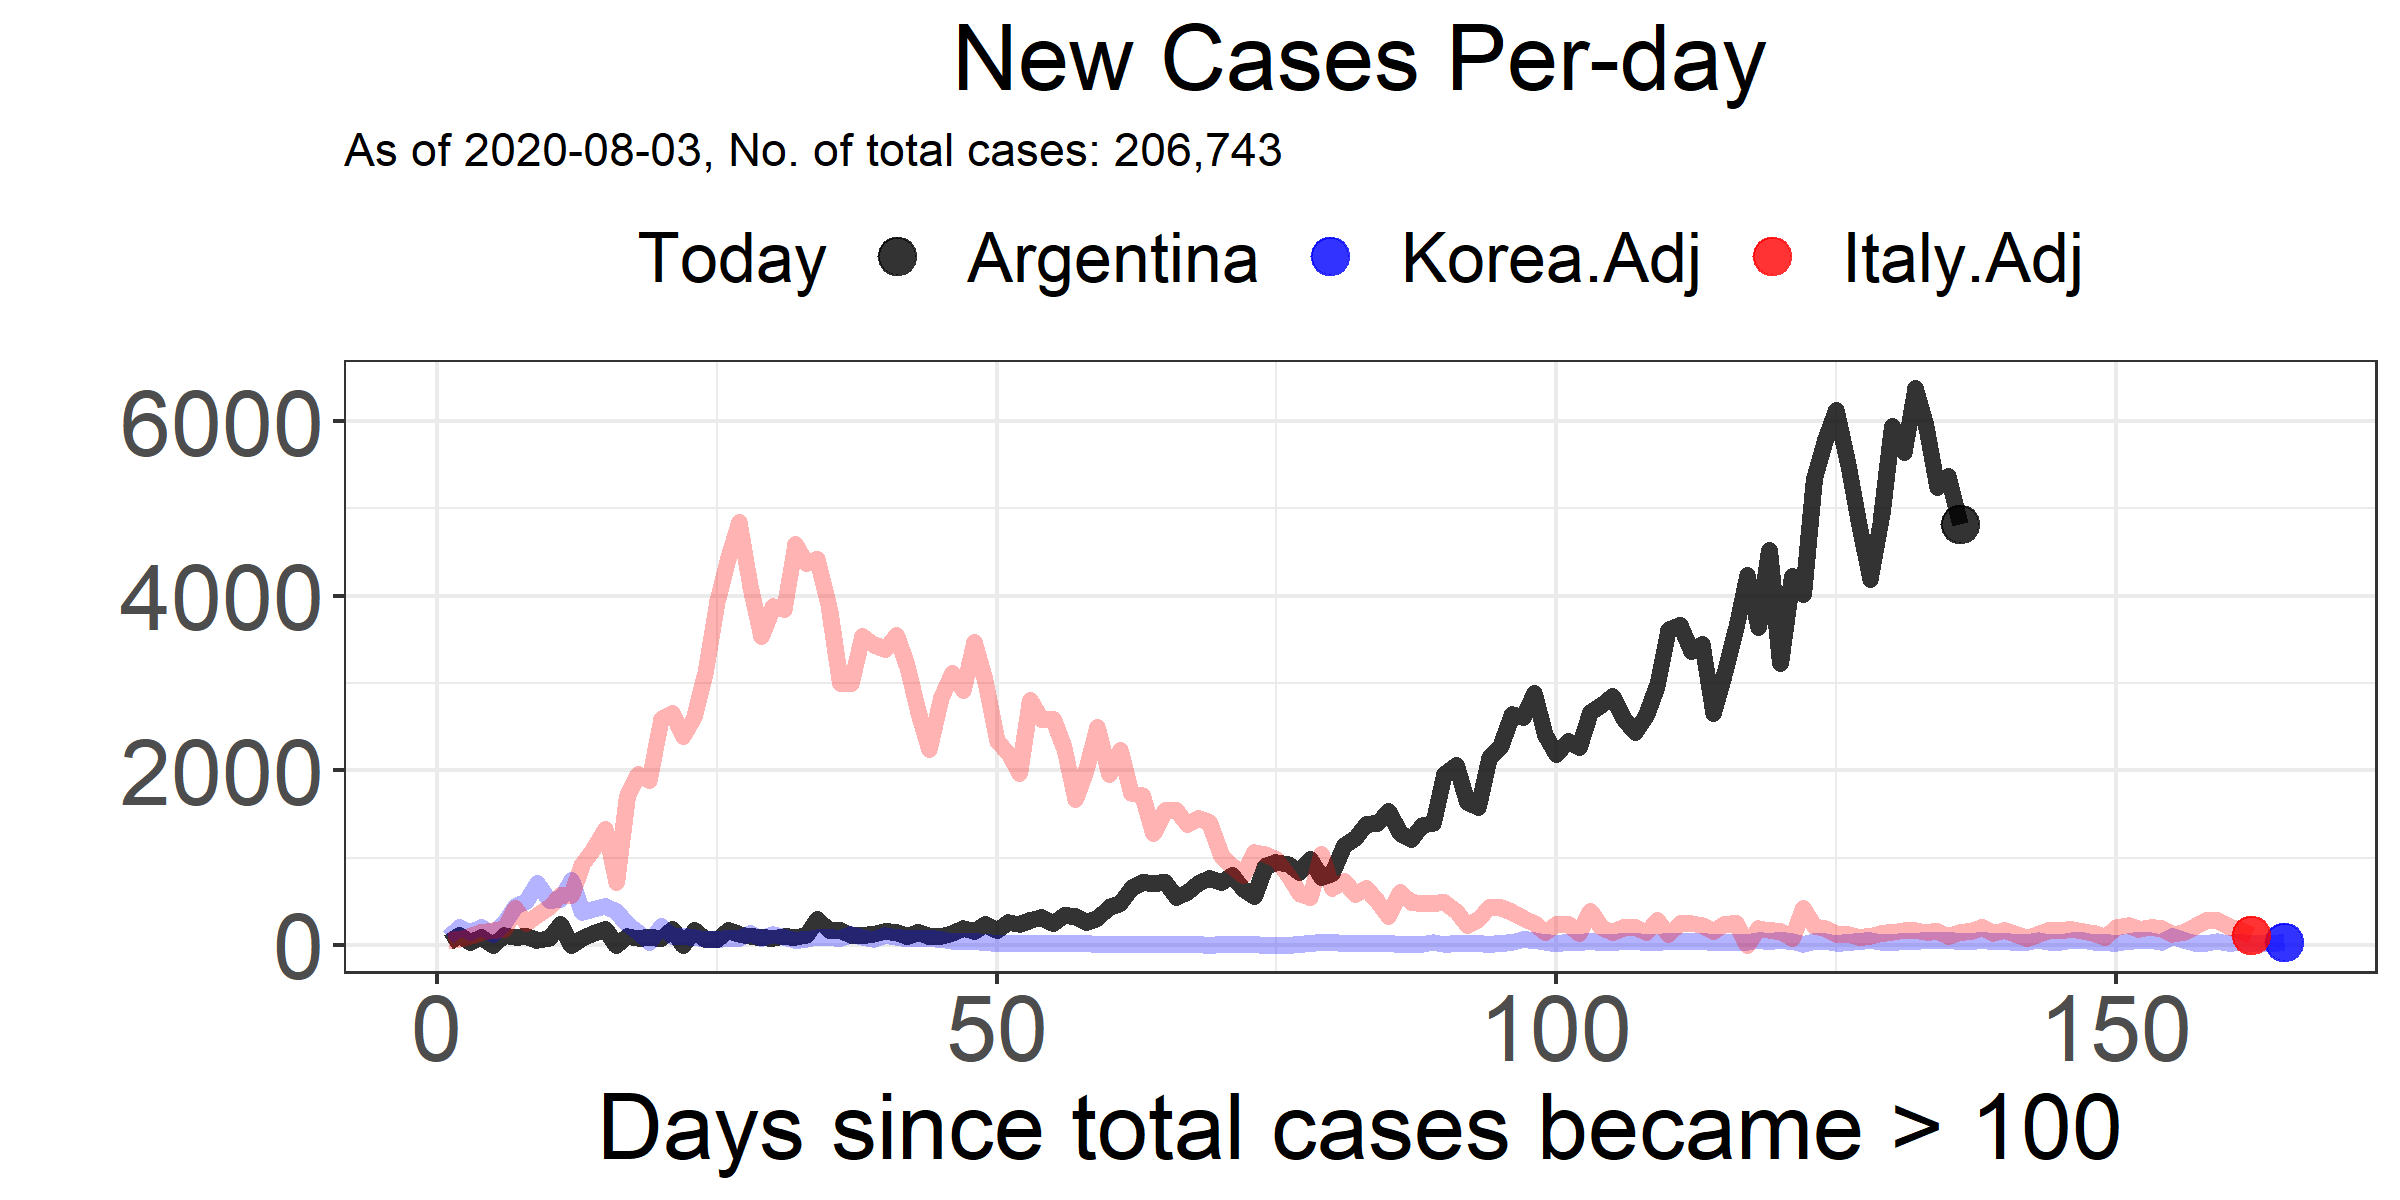 New Cases Per-day
As of 2020-08-03, No. of total cases: 206,743
Today Argentina Korea.Adj Italy.Adj
6000
4000
2000
0
0 50 100 150
Days since total cases became > 100